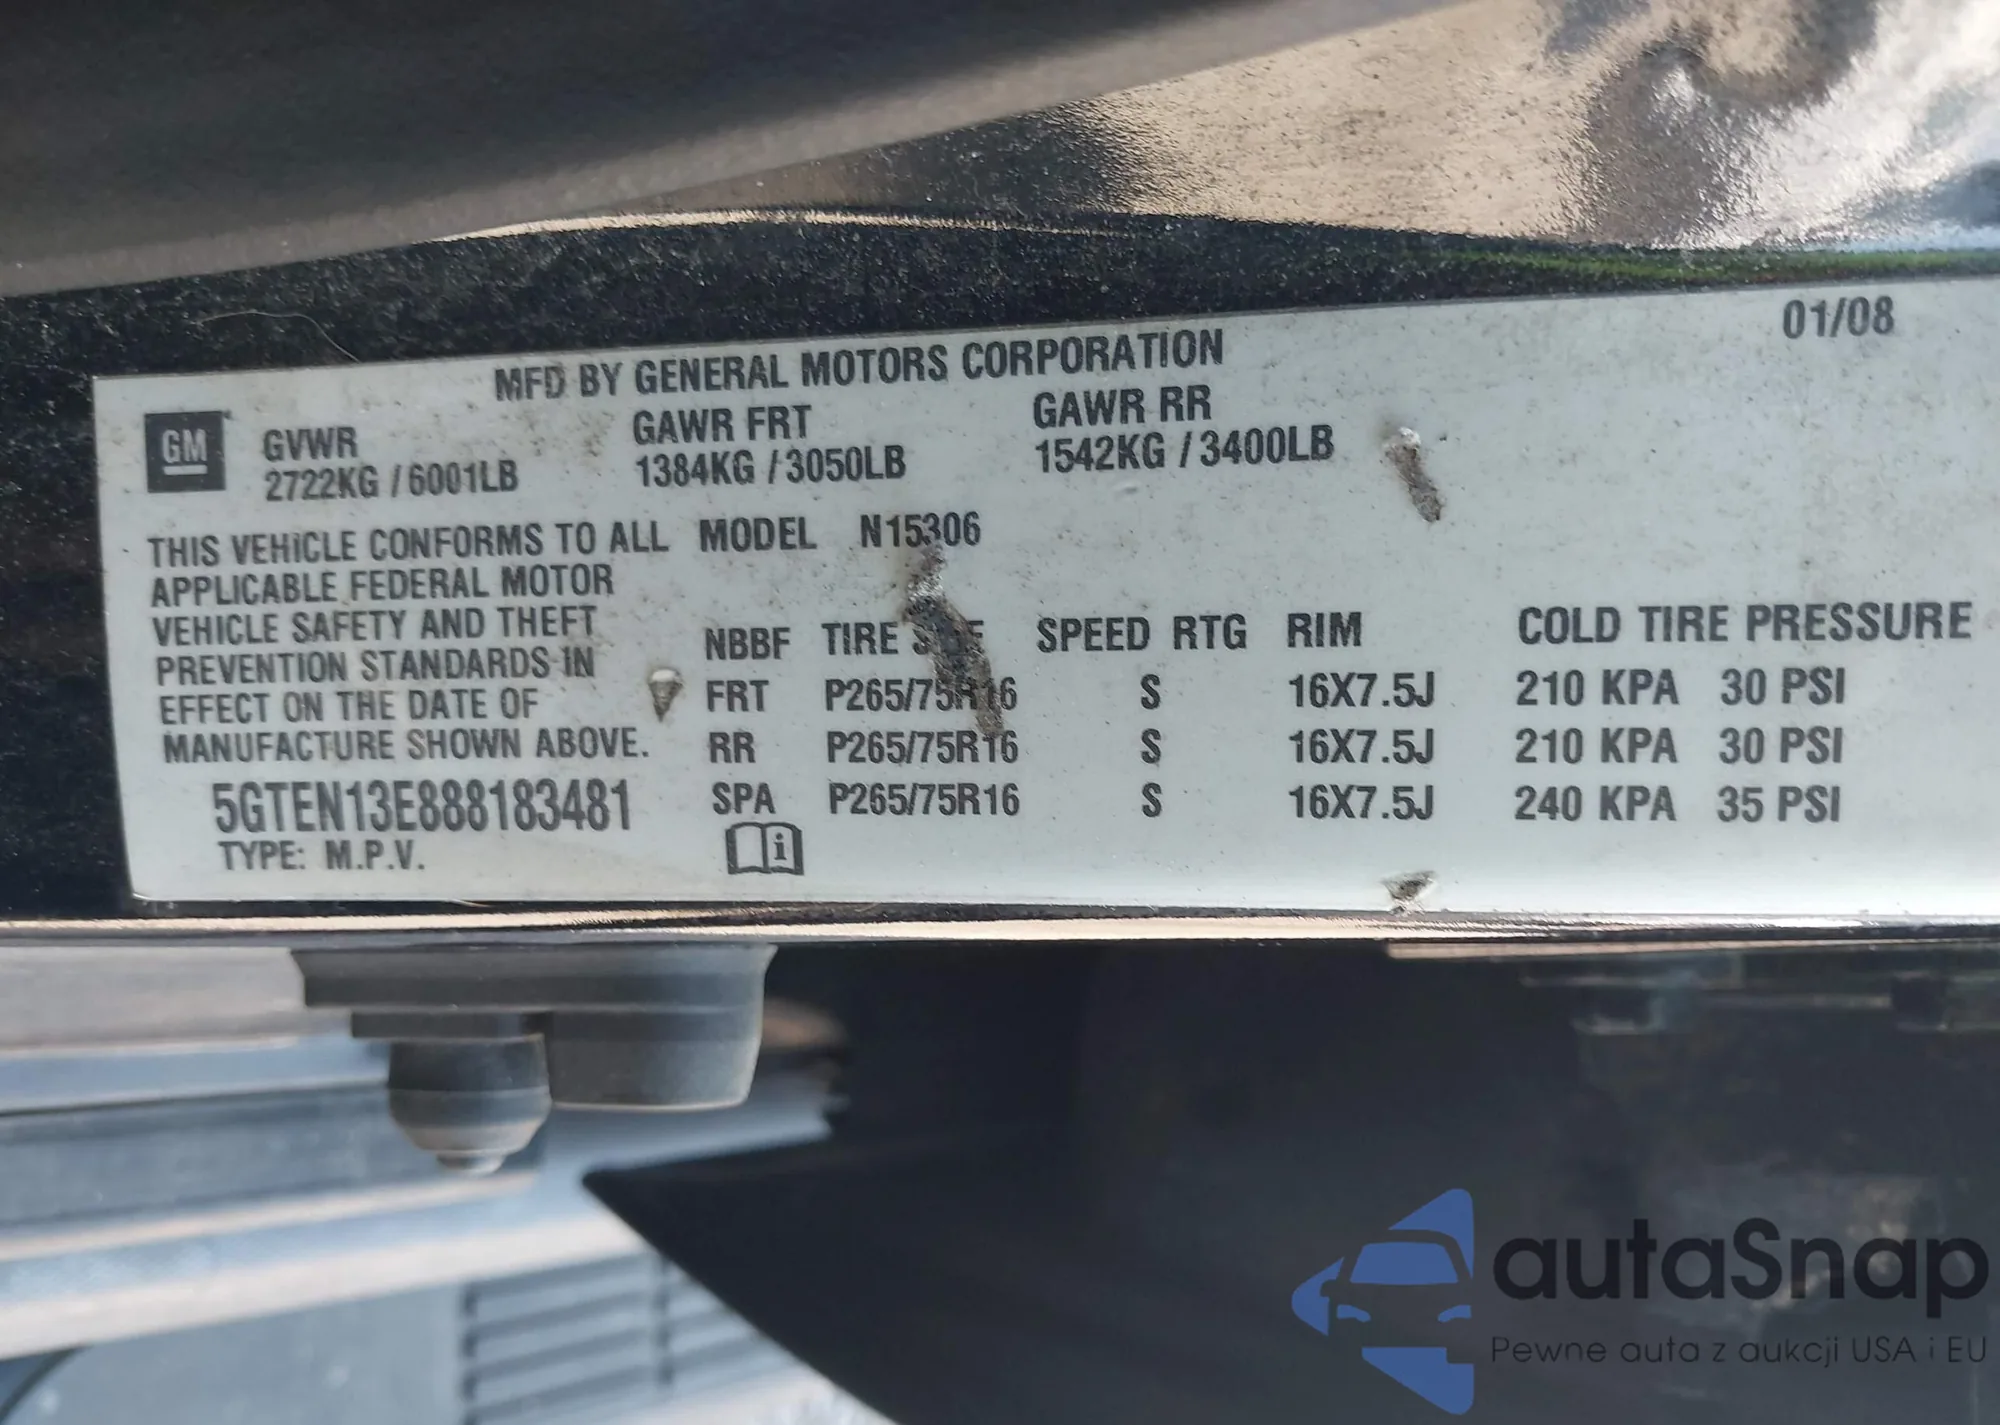 01/08
MFD BY GENERAL MOTORS CORPORATION
GM
GVWR GAWR FRT GAWR RR
2722KG / 6001LB 1384KG / 3050LB 1542KG / 3400LB
THIS VEHICLE CONFORMS TO ALL MODEL N15306
APPLICABLE FEDERAL MOTOR
VEHICLE SAFETY AND THEFT
PREVENTION STANDARDS IN
EFFECT ON THE DATE OF
MANUFACTURE SHOWN ABOVE.
5GTEN13E888183481
TYPE: M.P.V.
NBBF TIRE SPEED RTG RIM COLD TIRE PRESSURE
FRT P265/75R16 S 16X7.5J 210 KPA 30 PSI
RR P265/75R16 S 16X7.5J 210 KPA 30 PSI
SPA P265/75R16 S 16X7.5J 240 KPA 35 PSI
i
autaSnap
Pewne auta z aukcji USA i EU